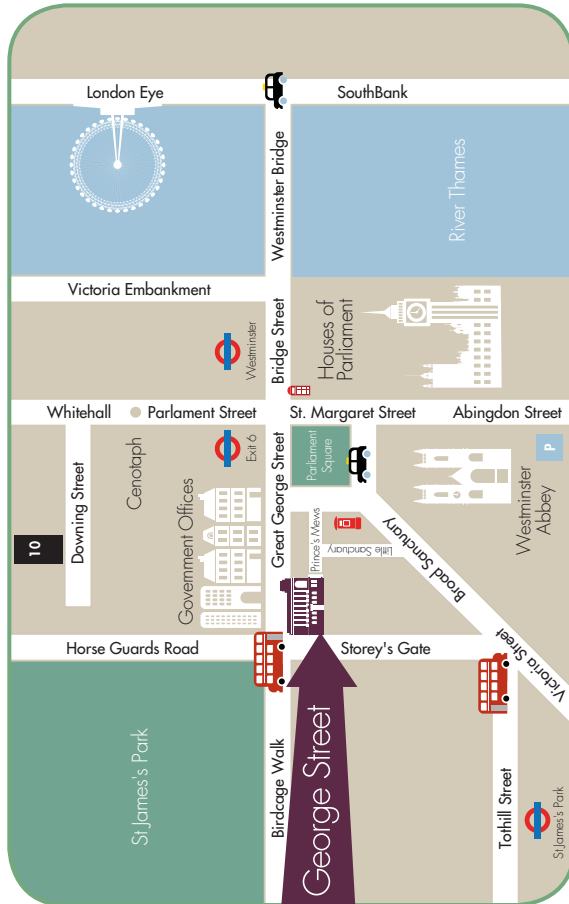 London Eye
SouthBank
Westminster Bridge
River Thames
Victoria Embankment
Westminster
Bridge Street
Houses of
Parliament
Whitehall
Parlament Street
St. Margaret Street
Abingdon Street
10
Downing Street
Cenotaph
Exit 6
Government Offices
Great George Street
Parliament
Square
Westminster
Abbey
P
Prince's Mews
Little Sanctuary
Broad Sanctuary
Horse Guards Road
Storey's Gate
Victoria Street
St James's Park
Birdcage Walk
George Street
Tothill Street
St James's Park